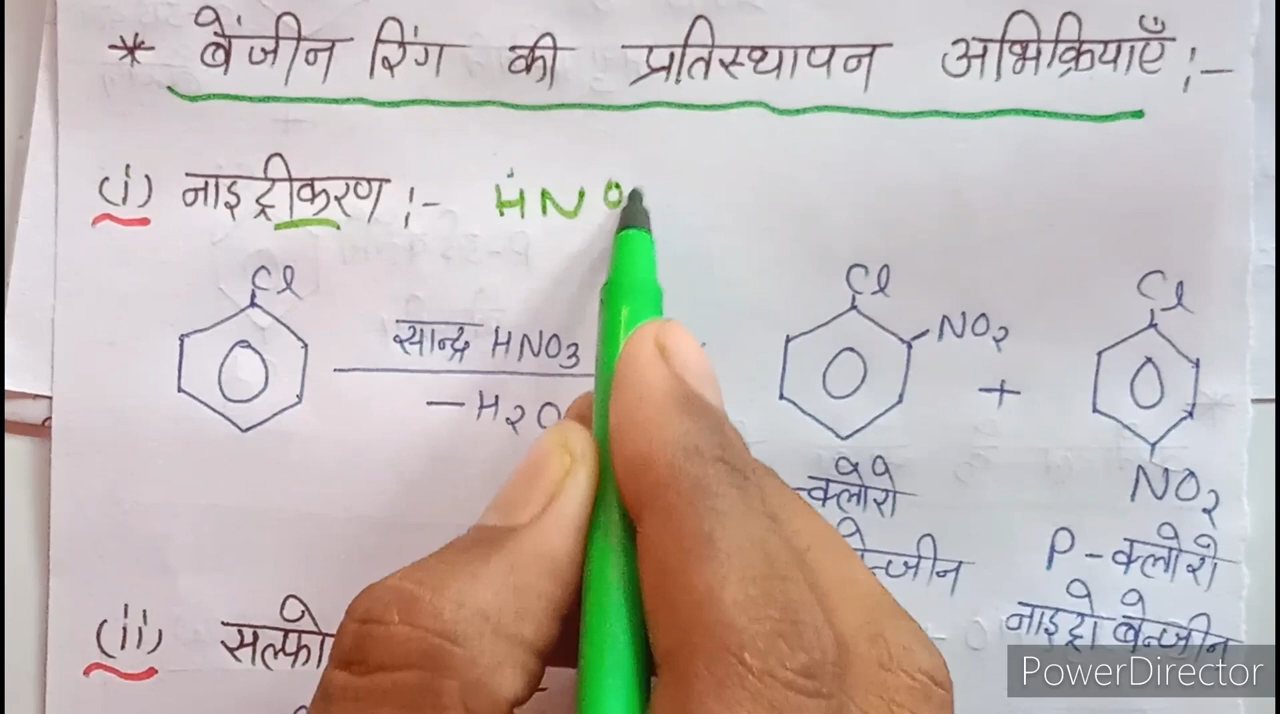 * बेंजीन रिंग की प्रतिस्थापन अभिक्रियाएँ :-
(i) नाइट्रीकरण :- HNO
Cl
सान्द्र HNO3
-H2O
Cl
NO2
+
Cl
NO2
-क्लोरो
बेन्जीन
P-क्लोरो
नाइट्रो बेन्जीन
(ii) सल्फो
PowerDirector